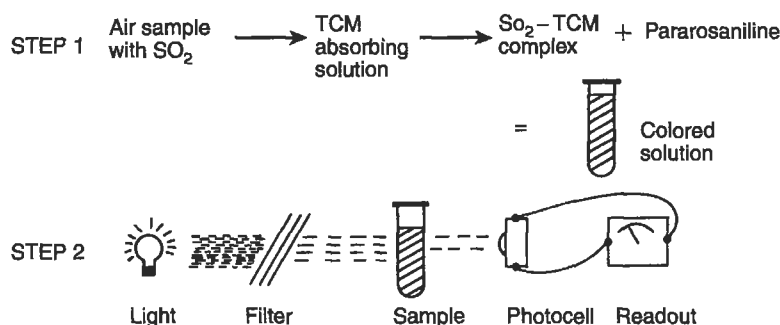 STEP 1
Air sample
with SO₂
TCM
absorbing
solution
So₂–TCM
complex
+ Pararosaniline
=
Colored
solution
STEP 2
Light
Filter
Sample
Photocell
Readout